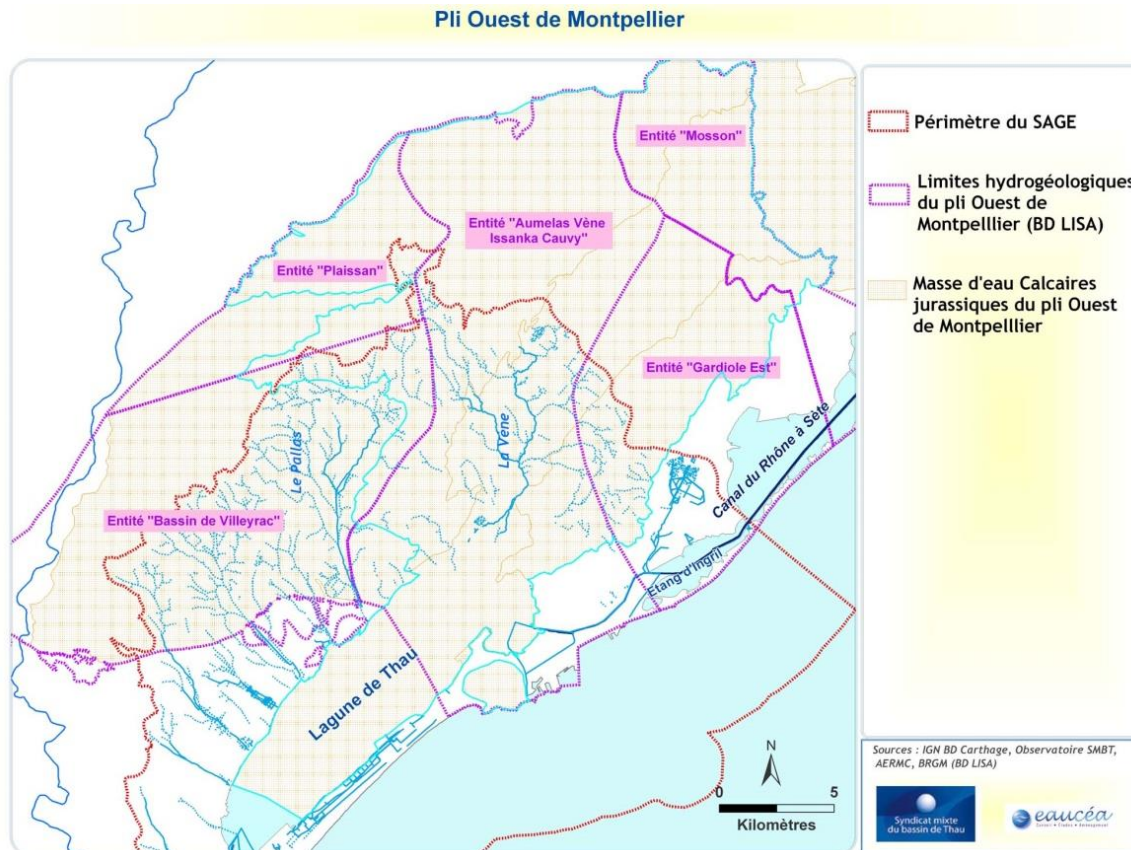 Pli Ouest de Montpellier
Entité "Mosson"
Entité "Aumelas Vène
Issanka Cauvy"
Entité "Plaissan"
Entité "Gardiole Est"
Le Pallas
La Vène
Canal du Rhône à Sète
Entité "Bassin de Villeyrac"
Etang d'Ingril
Lagune de Thau
N
0 5
Kilomètres
Périmètre du SAGE
Limites hydrogéologiques
du pli Ouest de
Montpelllier (BD LISA)
Masse d'eau Calcaires
jurassiques du pli Ouest
de Montpelllier
Sources : IGN BD Carthage, Observatoire SMBT,
AERMC, BRGM (BD LISA)
Syndicat mixte
du bassin de Thau
eaucéa